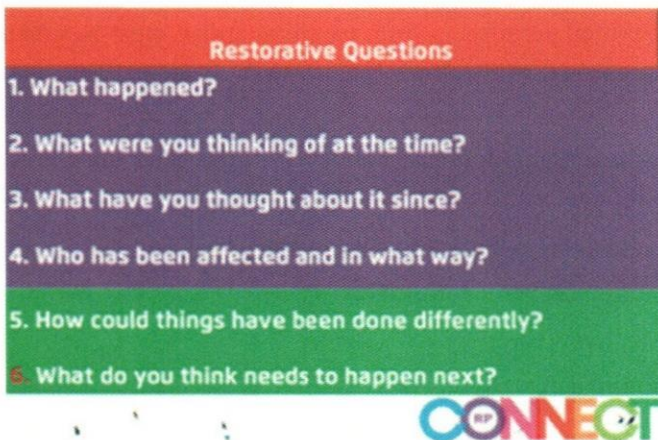 Restorative Questions
1. What happened?
2. What were you thinking of at the time?
3. What have you thought about it since?
4. Who has been affected and in what way?
5. How could things have been done differently?
6. What do you think needs to happen next?
CONNECT
RP